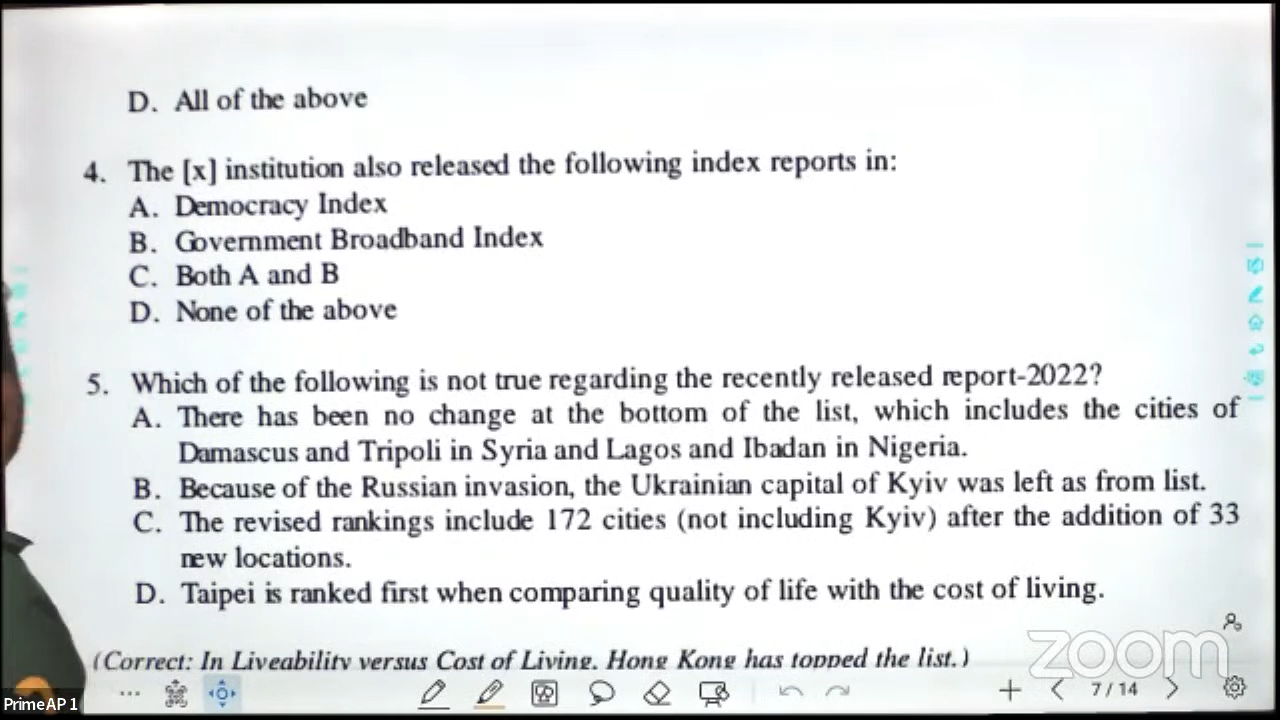 D. All of the above
4. The [x] institution also released the following index reports in:
A. Democracy Index
B. Government Broadband Index
C. Both A and B
D. None of the above
5. Which of the following is not true regarding the recently released report-2022?
A. There has been no change at the bottom of the list, which includes the cities of
Damascus and Tripoli in Syria and Lagos and Ibadan in Nigeria.
B. Because of the Russian invasion, the Ukrainian capital of Kyiv was left as from list.
C. The revised rankings include 172 cities (not including Kyiv) after the addition of 33
new locations.
D. Taipei is ranked first when comparing quality of life with the cost of living.
(Correct: In Liveability versus Cost of Living, Hong Kong has topped the list.)
zoom
7 / 14
PrimeAP 1